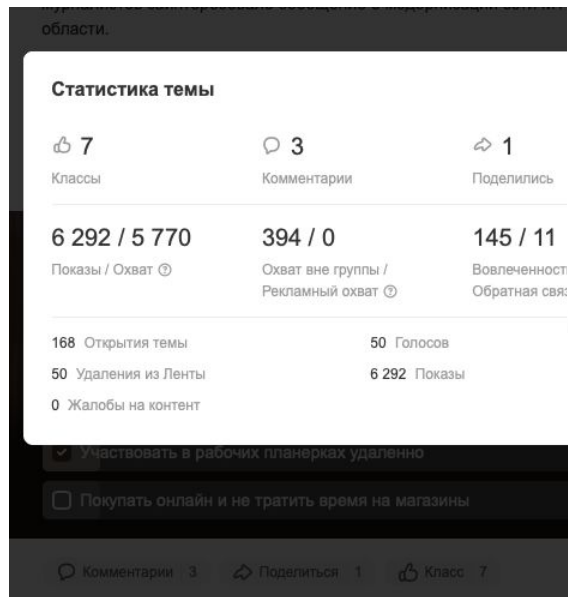 области.
Статистика темы
7 3 1
Классы Комментарии Поделились
6 292 / 5 770 394 / 0 145 / 11
Показы / Охват Охват вне группы / Вовлеченност
Рекламный охват Обратная свя
168 Открытия темы 50 Голосов
50 Удаления из Ленты 6 292 Показы
0 Жалобы на контент
Участвовать в рабочих планерках удаленно
Покупать онлайн и не тратить время на магазины
Комментарии 3 Поделиться 1 Класс 7